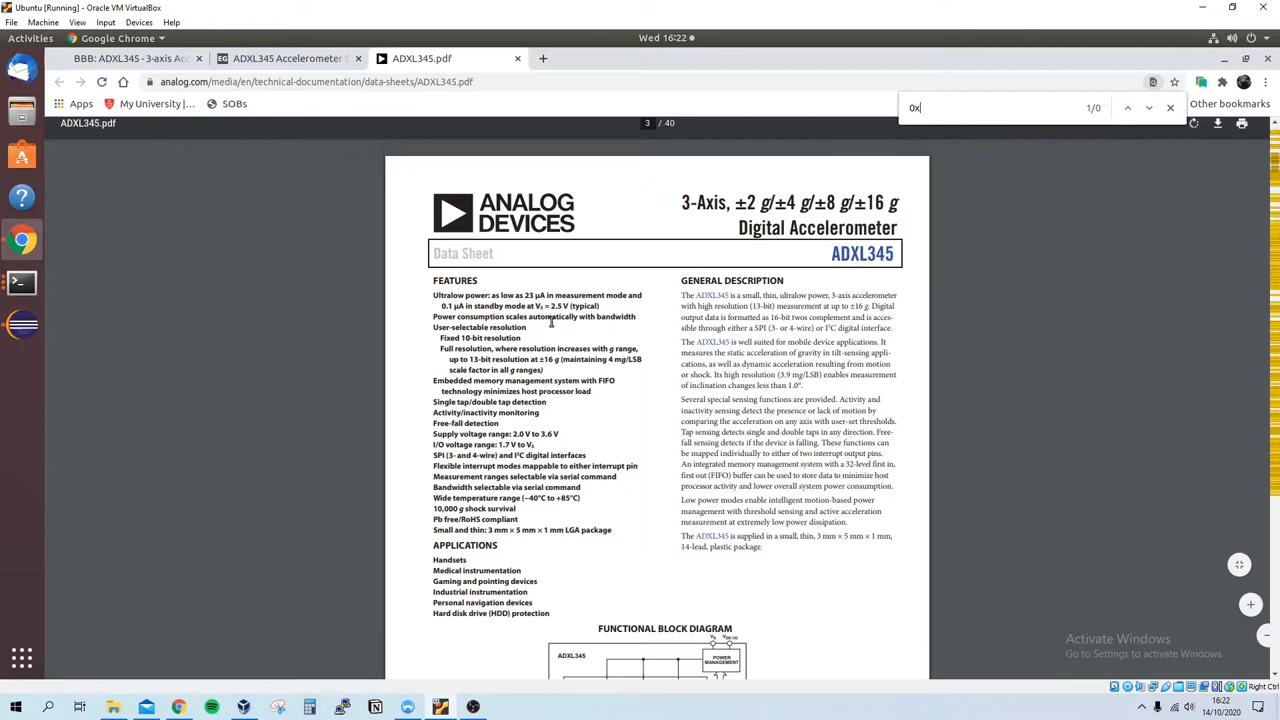 Ubuntu [Running] - Oracle VM VirtualBox
File Machine View Input Devices Help
Activities Google Chrome Wed 16:22
BBB: ADXL345 - 3-axis Acc
ADXL345 Accelerometer S
ADXL345.pdf
analog.com/media/en/technical-documentation/data-sheets/ADXL345.pdf
Apps My University |... SOBs Other bookmarks
0x 1/0
ADXL345.pdf 3 / 40
ANALOG
DEVICES
3-Axis, ±2 g/±4 g/±8 g/±16 g
Digital Accelerometer
Data Sheet ADXL345
FEATURES
Ultralow power: as low as 23 µA in measurement mode and
0.1 µA in standby mode at VS = 2.5 V (typical)
Power consumption scales automatically with bandwidth
User-selectable resolution
Fixed 10-bit resolution
Full resolution, where resolution increases with g range,
up to 13-bit resolution at ±16 g (maintaining 4 mg/LSB
scale factor in all g ranges)
Embedded memory management system with FIFO
technology minimizes host processor load
Single tap/double tap detection
Activity/inactivity monitoring
Free-fall detection
Supply voltage range: 2.0 V to 3.6 V
I/O voltage range: 1.7 V to VS
SPI (3- and 4-wire) and I²C digital interfaces
Flexible interrupt modes mappable to either interrupt pin
Measurement ranges selectable via serial command
Bandwidth selectable via serial command
Wide temperature range (−40°C to +85°C)
10,000 g shock survival
Pb free/RoHS compliant
Small and thin: 3 mm × 5 mm × 1 mm LGA package
APPLICATIONS
Handsets
Medical instrumentation
Gaming and pointing devices
Industrial instrumentation
Personal navigation devices
Hard disk drive (HDD) protection
GENERAL DESCRIPTION
The ADXL345 is a small, thin, ultralow power, 3-axis accelerometer
with high resolution (13-bit) measurement at up to ±16 g. Digital
output data is formatted as 16-bit twos complement and is acces-
sible through either a SPI (3- or 4-wire) or I²C digital interface.
The ADXL345 is well suited for mobile device applications. It
measures the static acceleration of gravity in tilt-sensing appli-
cations, as well as dynamic acceleration resulting from motion
or shock. Its high resolution (3.9 mg/LSB) enables measurement
of inclination changes less than 1.0°.
Several special sensing functions are provided. Activity and
inactivity sensing detect the presence or lack of motion by
comparing the acceleration on any axis with user-set thresholds.
Tap sensing detects single and double taps in any direction. Free-
fall sensing detects if the device is falling. These functions can
be mapped individually to either of two interrupt output pins.
An integrated memory management system with a 32-level first in,
first out (FIFO) buffer can be used to store data to minimize host
processor activity and lower overall system power consumption.
Low power modes enable intelligent motion-based power
management with threshold sensing and active acceleration
measurement at extremely low power dissipation.
The ADXL345 is supplied in a small, thin, 3 mm × 5 mm × 1 mm,
14-lead, plastic package.
FUNCTIONAL BLOCK DIAGRAM
VS VDD I/O
ADXL345
POWER
MANAGEMENT
Activate Windows
Go to Settings to activate Windows.
Right Ctrl
16:22
14/10/2020